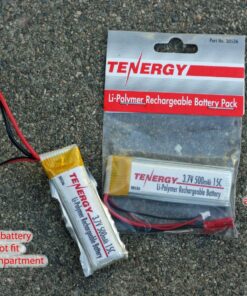 Part No. 30106
TENERGY
Li-Polymer Rechargeable Battery Pack
TENERGY
3.7V 500mAh 15C
Li-Polymer Rechargeable Battery
TENERGY
3.7V 500mAh 15C
Li-Polymer Rechargeable Battery
battery
ot fit
mpartment